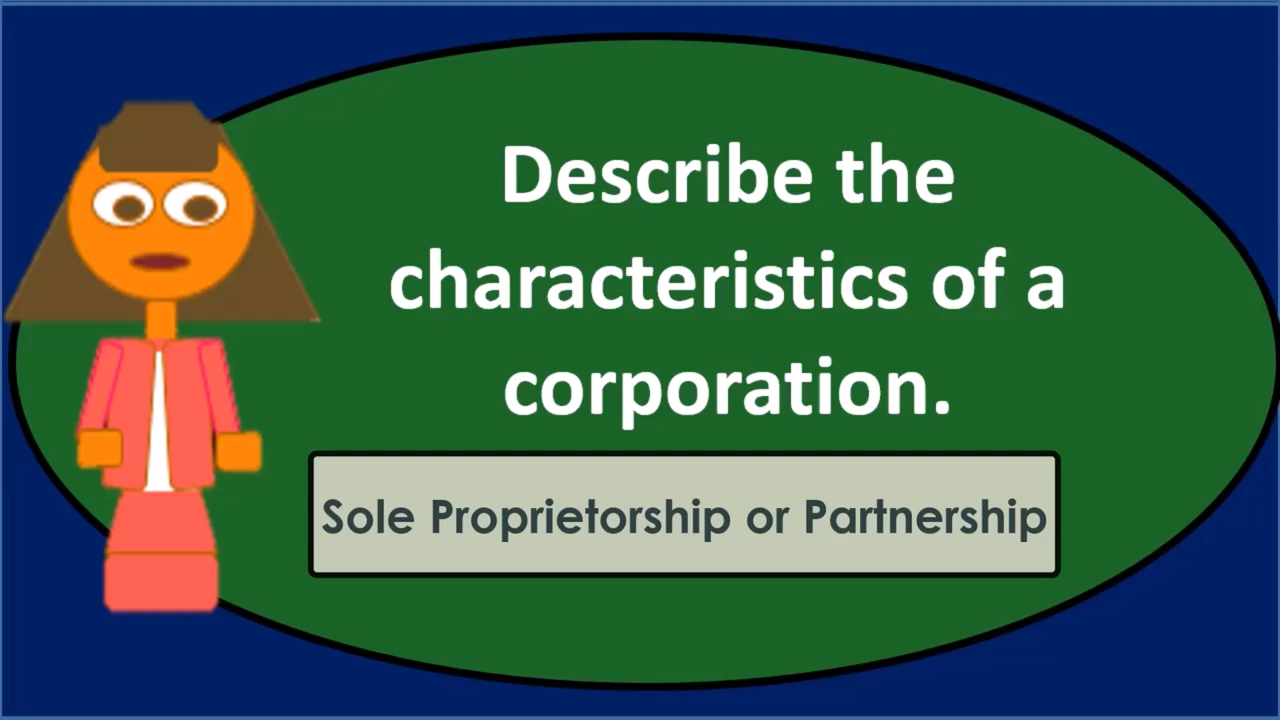 Describe the
characteristics of a
corporation.
Sole Proprietorship or Partnership